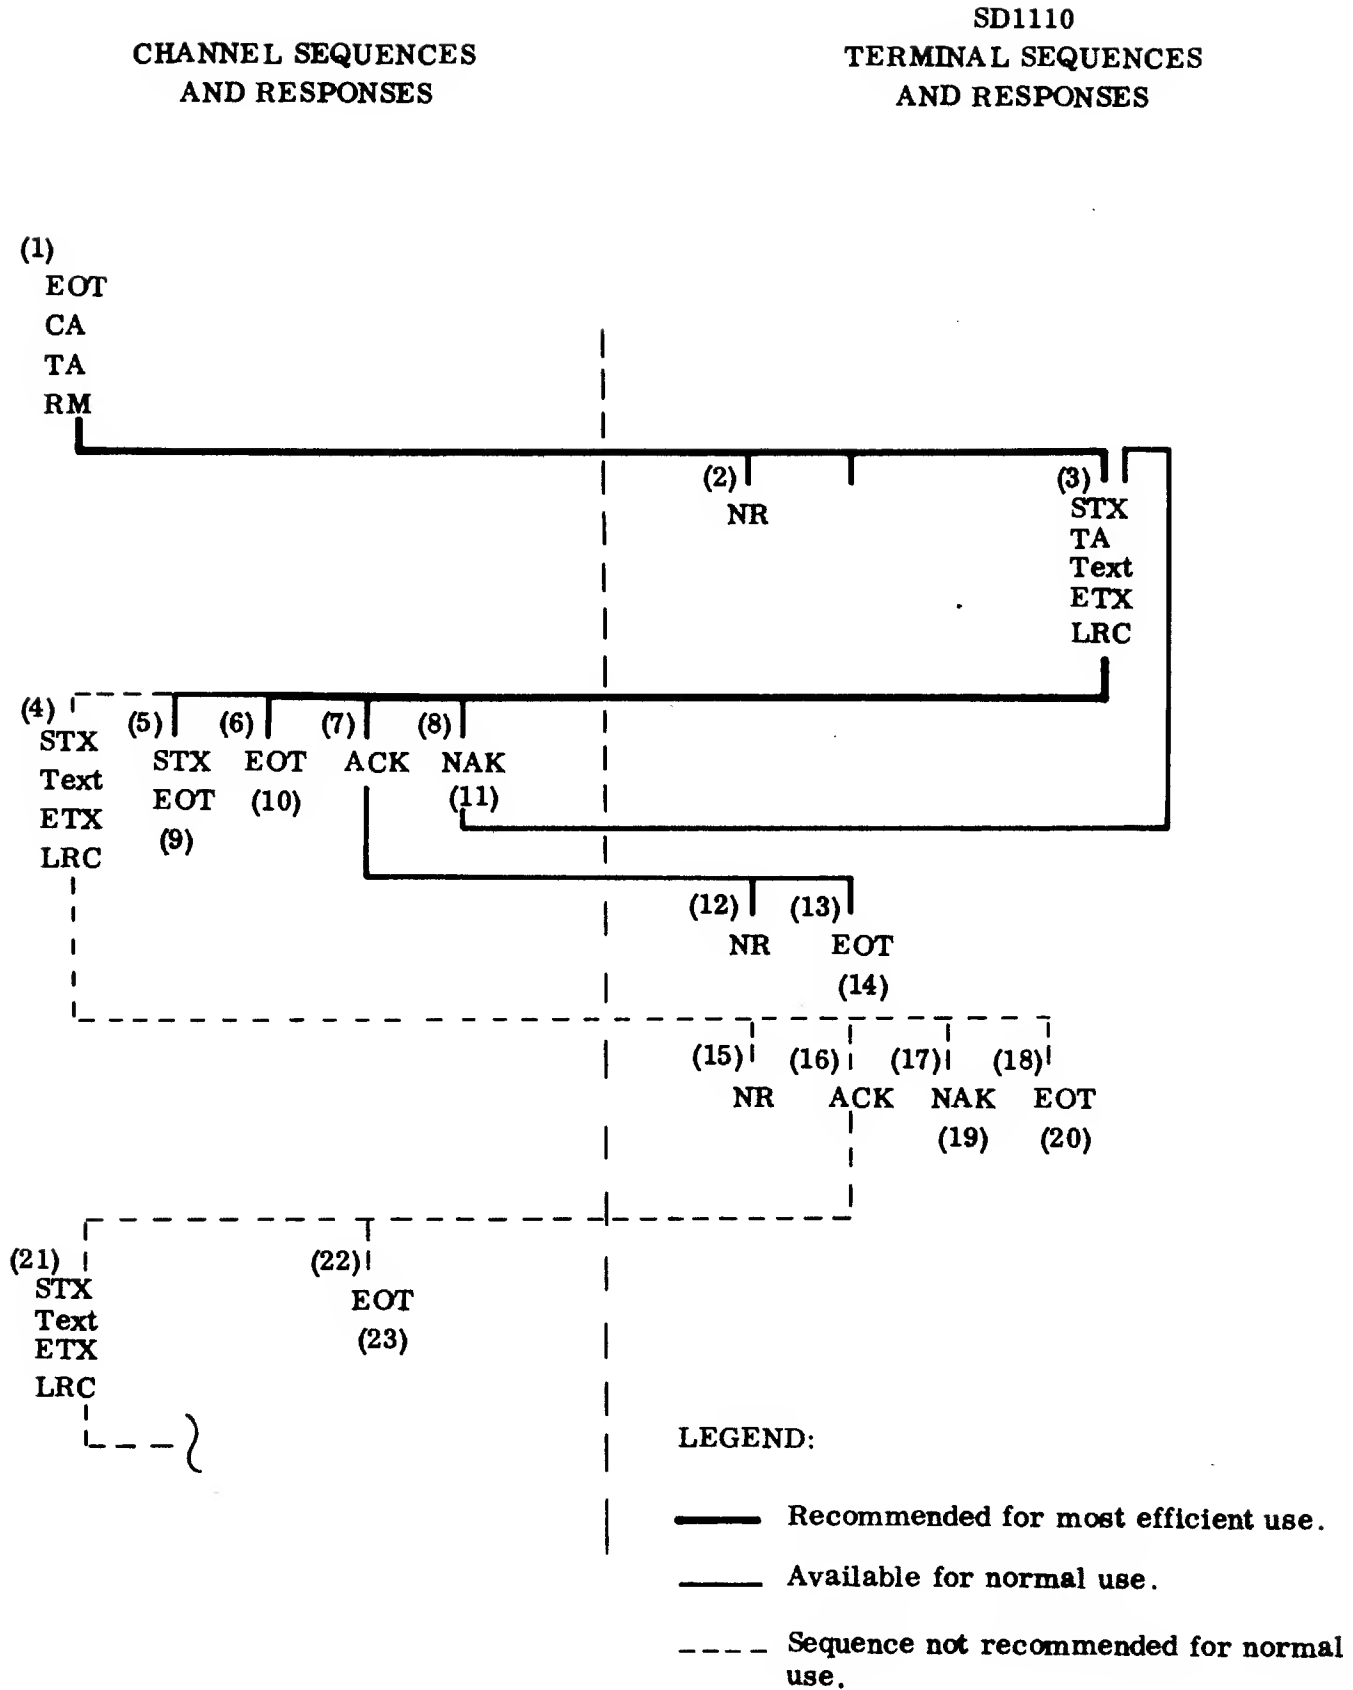 CHANNEL SEQUENCES
AND RESPONSES
SD1110
TERMINAL SEQUENCES
AND RESPONSES
(1)
EOT
CA
TA
RM
(2)
NR
(3)
STX
TA
Text
ETX
LRC
(4)
STX
Text
ETX
LRC
(5)
STX
EOT
(9)
(6)
EOT
(10)
(7)
ACK
(8)
NAK
(11)
(12)
NR
(13)
EOT
(14)
(15)
NR
(16)
ACK
(17)
NAK
(19)
(18)
EOT
(20)
(21)
STX
Text
ETX
LRC
(22)
EOT
(23)
LEGEND:
Recommended for most efficient use.
Available for normal use.
Sequence not recommended for normal
use.